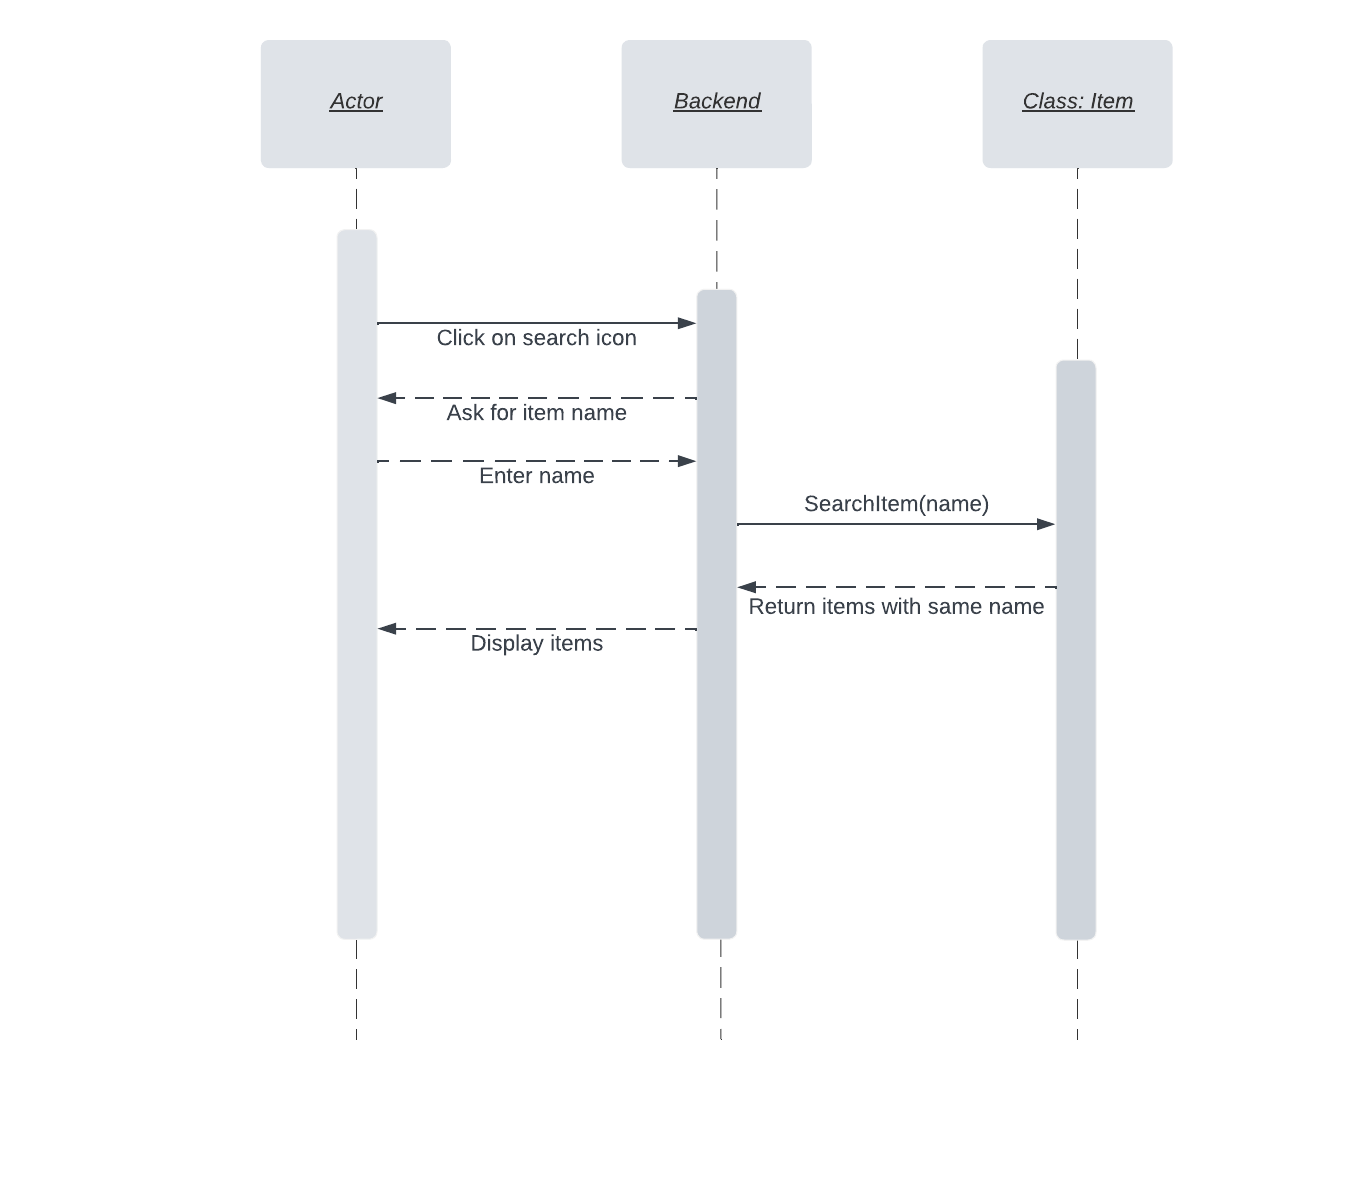 Actor
Backend
Class: Item
Click on search icon
Ask for item name
Enter name
SearchItem(name)
Return items with same name
Display items